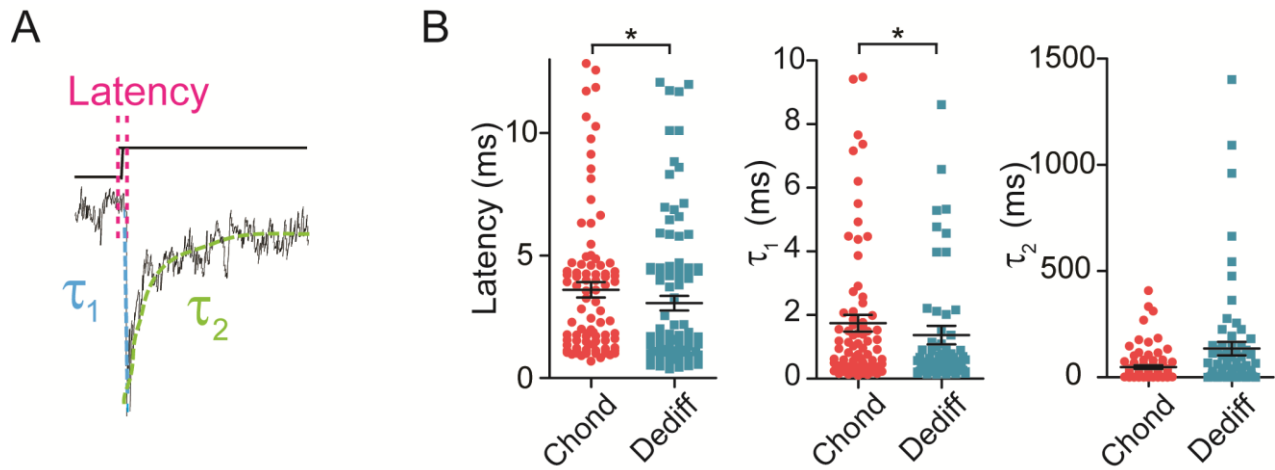 A
Latency
τ1
τ2
B
*
Latency (ms)
10
5
0
Chond
Dediff
*
τ1 (ms)
10
8
6
4
2
0
Chond
Dediff
τ2 (ms)
1500
1000
500
0
Chond
Dediff